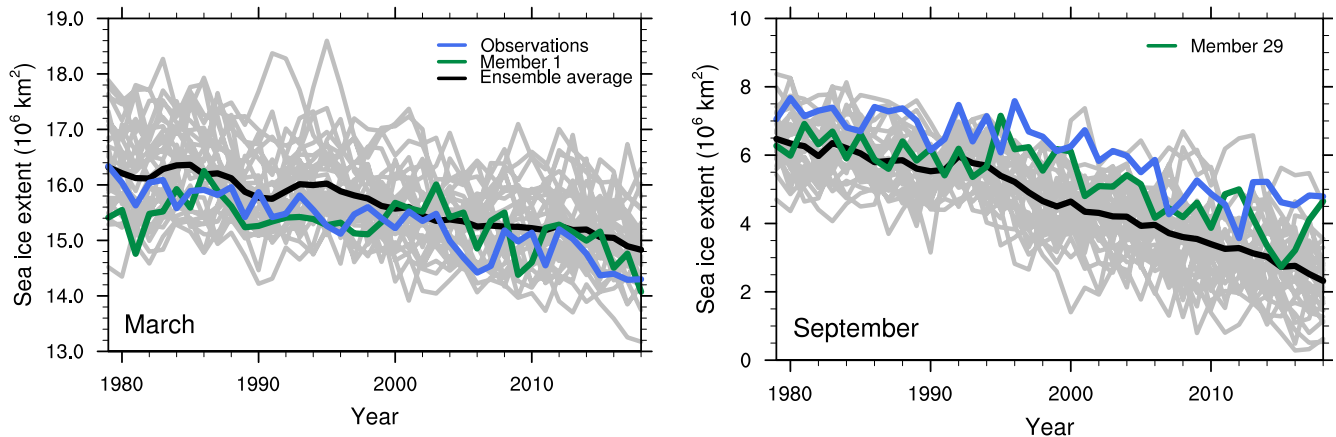 Sea ice extent (10⁶ km²)
19.0
18.0
17.0
16.0
15.0
14.0
13.0
Observations
Member 1
Ensemble average
March
1980
1990
2000
2010
Year
Sea ice extent (10⁶ km²)
10
8
6
4
2
0
Member 29
September
1980
1990
2000
2010
Year